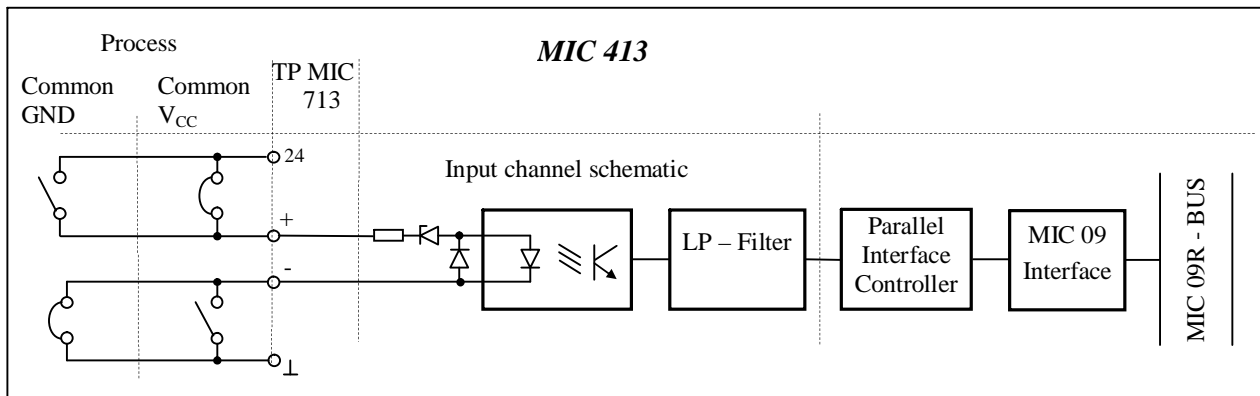 MIC 413
Process
Common
GND
Common
VCC
TP MIC
713
24
+
-
⊥
Input channel schematic
LP – Filter
Parallel
Interface
Controller
MIC 09
Interface
MIC 09R - BUS